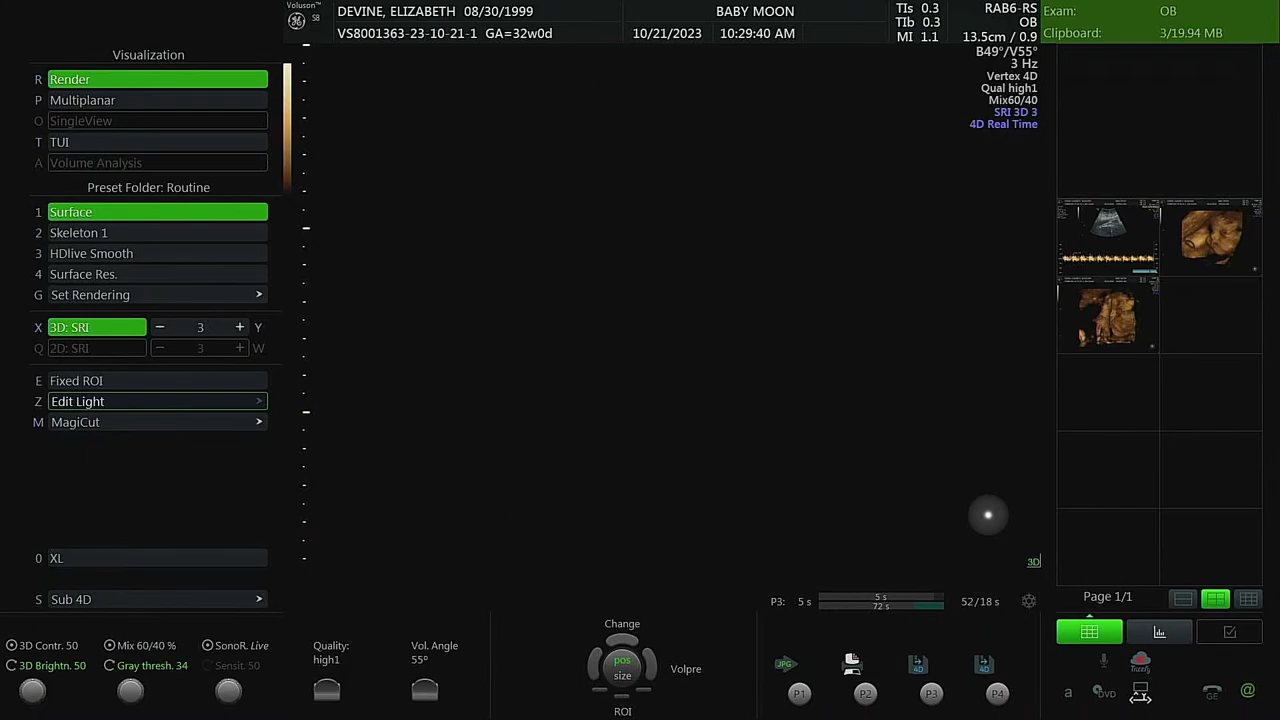 Voluson™
S8
DEVINE, ELIZABETH 08/30/1999
BABY MOON
TIs 0.3
RAB6-RS
Exam: OB
TIb 0.3
OB
VS8001363-23-10-21-1 GA=32w0d
10/21/2023
10:29:40 AM
MI 1.1
13.5cm / 0.9
Clipboard: 3/19.94 MB
B49°/V55°
3 Hz
Vertex 4D
Qual high1
Mix60/40
SRI 3D 3
4D Real Time
Visualization
R Render
P Multiplanar
O SingleView
T TUI
A Volume Analysis
Preset Folder: Routine
1 Surface
2 Skeleton 1
3 HDlive Smooth
4 Surface Res.
G Set Rendering >
X 3D: SRI − 3 + Y
Q 2D: SRI − 3 + W
E Fixed ROI
Z Edit Light >
M MagiCut >
0 XL
S Sub 4D >
3D
P3: 5 s
5 s
72 s
52/18 s
Page 1/1
3D Contr. 50
Mix 60/40 %
SonoR. Live
3D Brightn. 50
Gray thresh. 34
Sensit. 50
Quality:
high1
Vol. Angle
55°
Change
pos
size
Volpre
ROI
JPG
4D
4D
P1
P2
P3
P4
a
DVD
GE
@